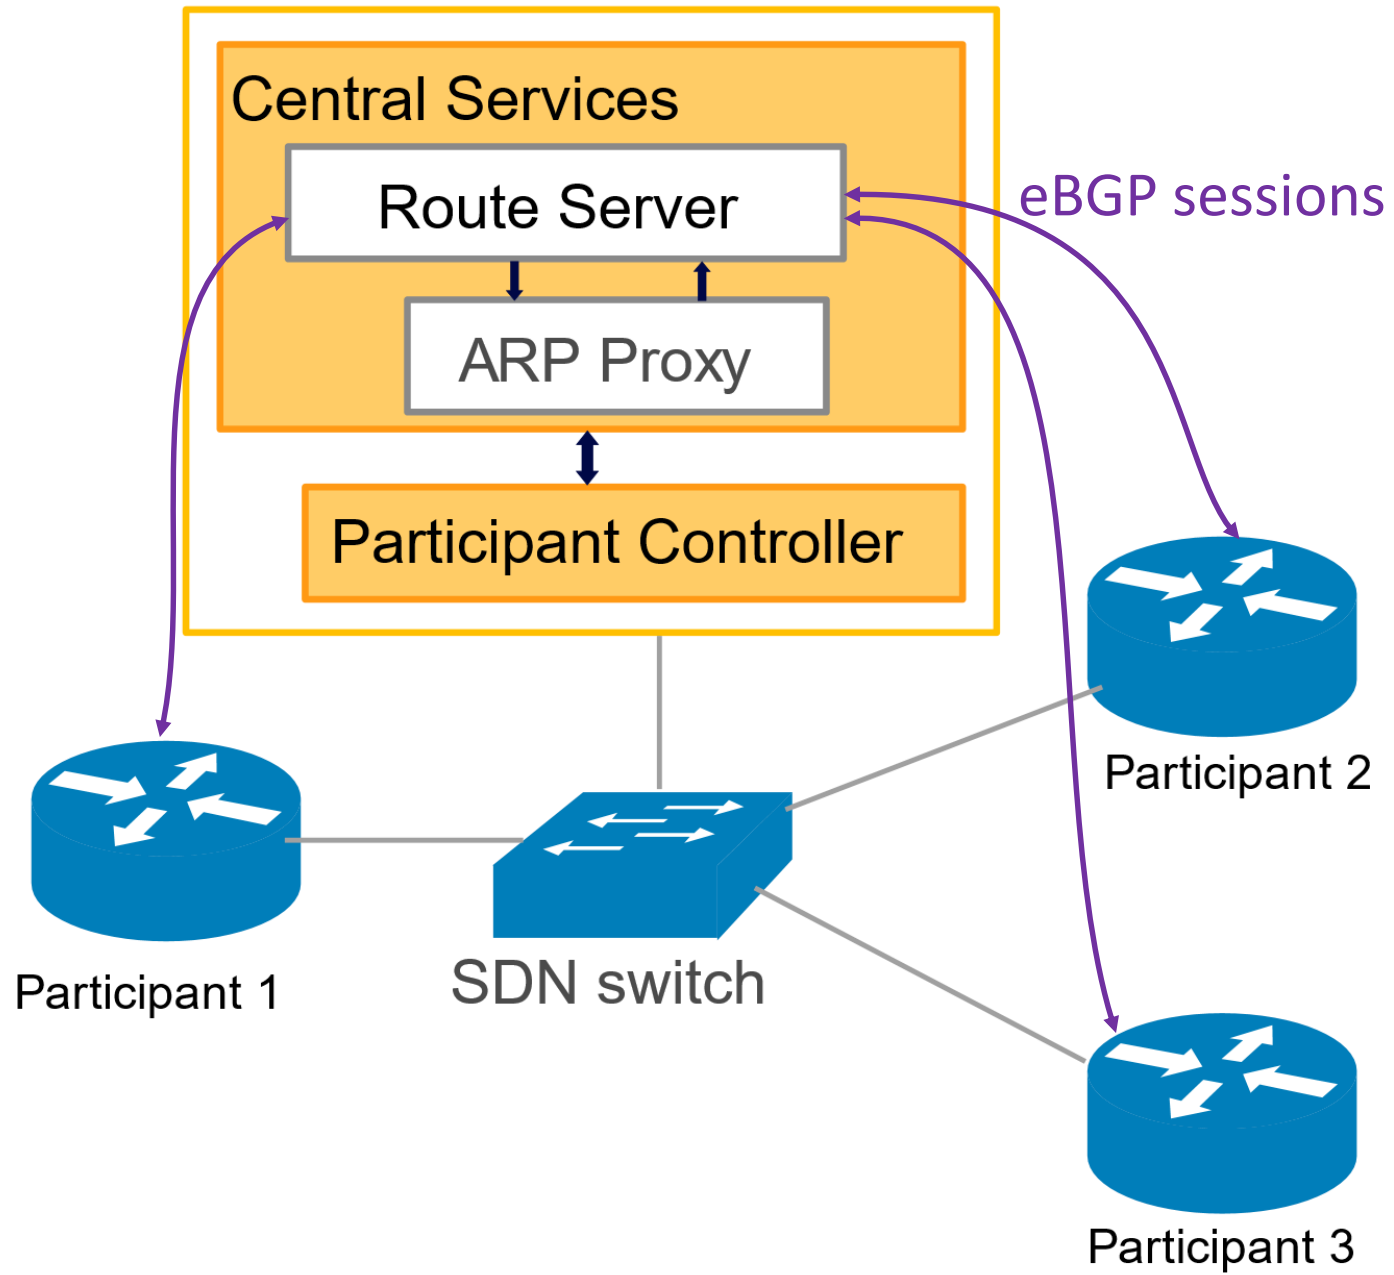 Central Services
Route Server
eBGP sessions
ARP Proxy
Participant Controller
Participant 2
Participant 1
SDN switch
Participant 3